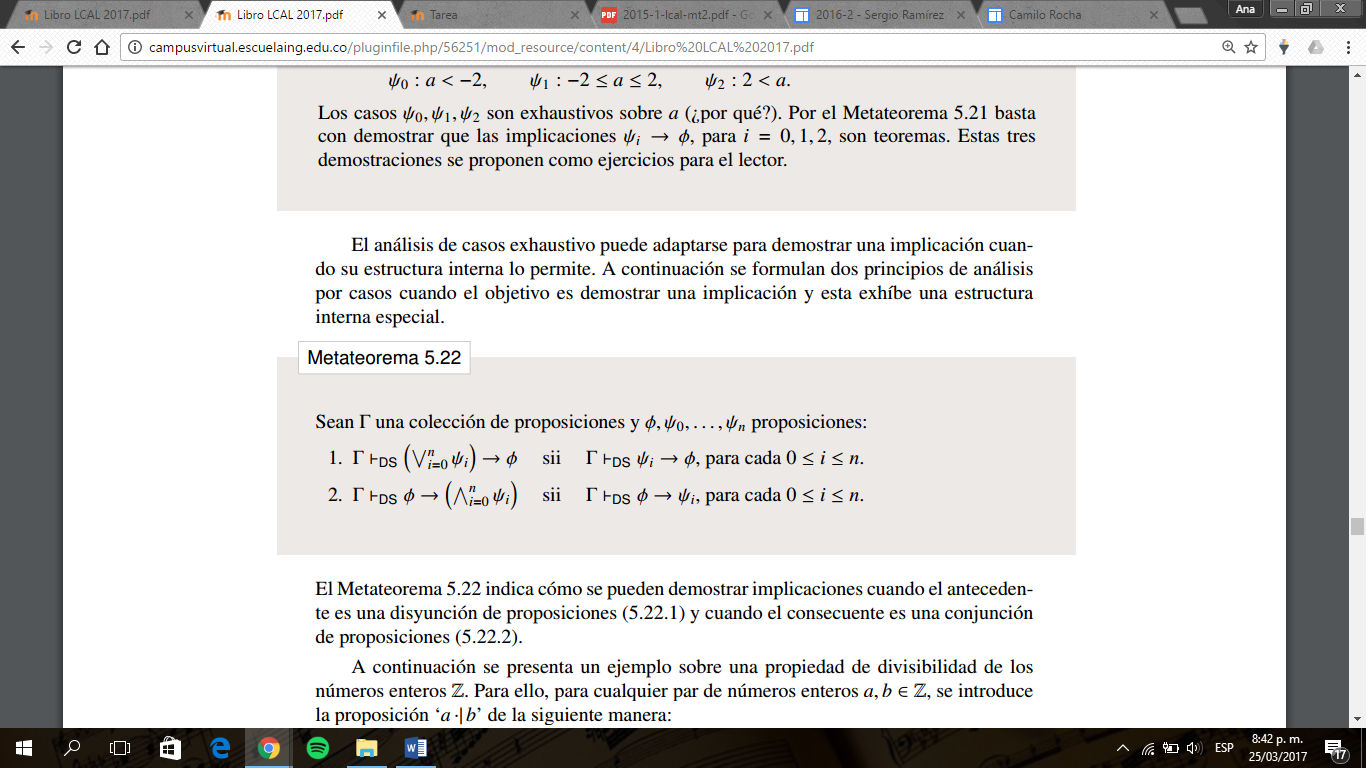 Libro LCAL 2017.pdf
Libro LCAL 2017.pdf
Tarea
2015-1-lcal-mt2.pdf - Go
2016-2 - Sergio Ramírez
Camilo Rocha
Ana
campusvirtual.escuelaing.edu.co/pluginfile.php/56251/mod_resource/content/4/Libro%20LCAL%202017.pdf
ψ₀ : a < −2, ψ₁ : −2 ≤ a ≤ 2, ψ₂ : 2 < a.
Los casos ψ₀, ψ₁, ψ₂ son exhaustivos sobre a (¿por qué?). Por el Metateorema 5.21 basta
con demostrar que las implicaciones ψᵢ → ϕ, para i = 0, 1, 2, son teoremas. Estas tres
demostraciones se proponen como ejercicios para el lector.
El análisis de casos exhaustivo puede adaptarse para demostrar una implicación cuan-
do su estructura interna lo permite. A continuación se formulan dos principios de análisis
por casos cuando el objetivo es demostrar una implicación y esta exhíbe una estructura
interna especial.
Metateorema 5.22
Sean Γ una colección de proposiciones y ϕ, ψ₀, . . . , ψₙ proposiciones:
1. Γ ⊢DS (⋁ⁿᵢ₌₀ ψᵢ) → ϕ sii Γ ⊢DS ψᵢ → ϕ, para cada 0 ≤ i ≤ n.
2. Γ ⊢DS ϕ → (⋀ⁿᵢ₌₀ ψᵢ) sii Γ ⊢DS ϕ → ψᵢ, para cada 0 ≤ i ≤ n.
El Metateorema 5.22 indica cómo se pueden demostrar implicaciones cuando el anteceden-
te es una disyunción de proposiciones (5.22.1) y cuando el consecuente es una conjunción
de proposiciones (5.22.2).
A continuación se presenta un ejemplo sobre una propiedad de divisibilidad de los
números enteros ℤ. Para ello, para cualquier par de números enteros a, b ∈ ℤ, se introduce
la proposición ‘a ·| b’ de la siguiente manera:
ESP
8:42 p. m.
25/03/2017
17